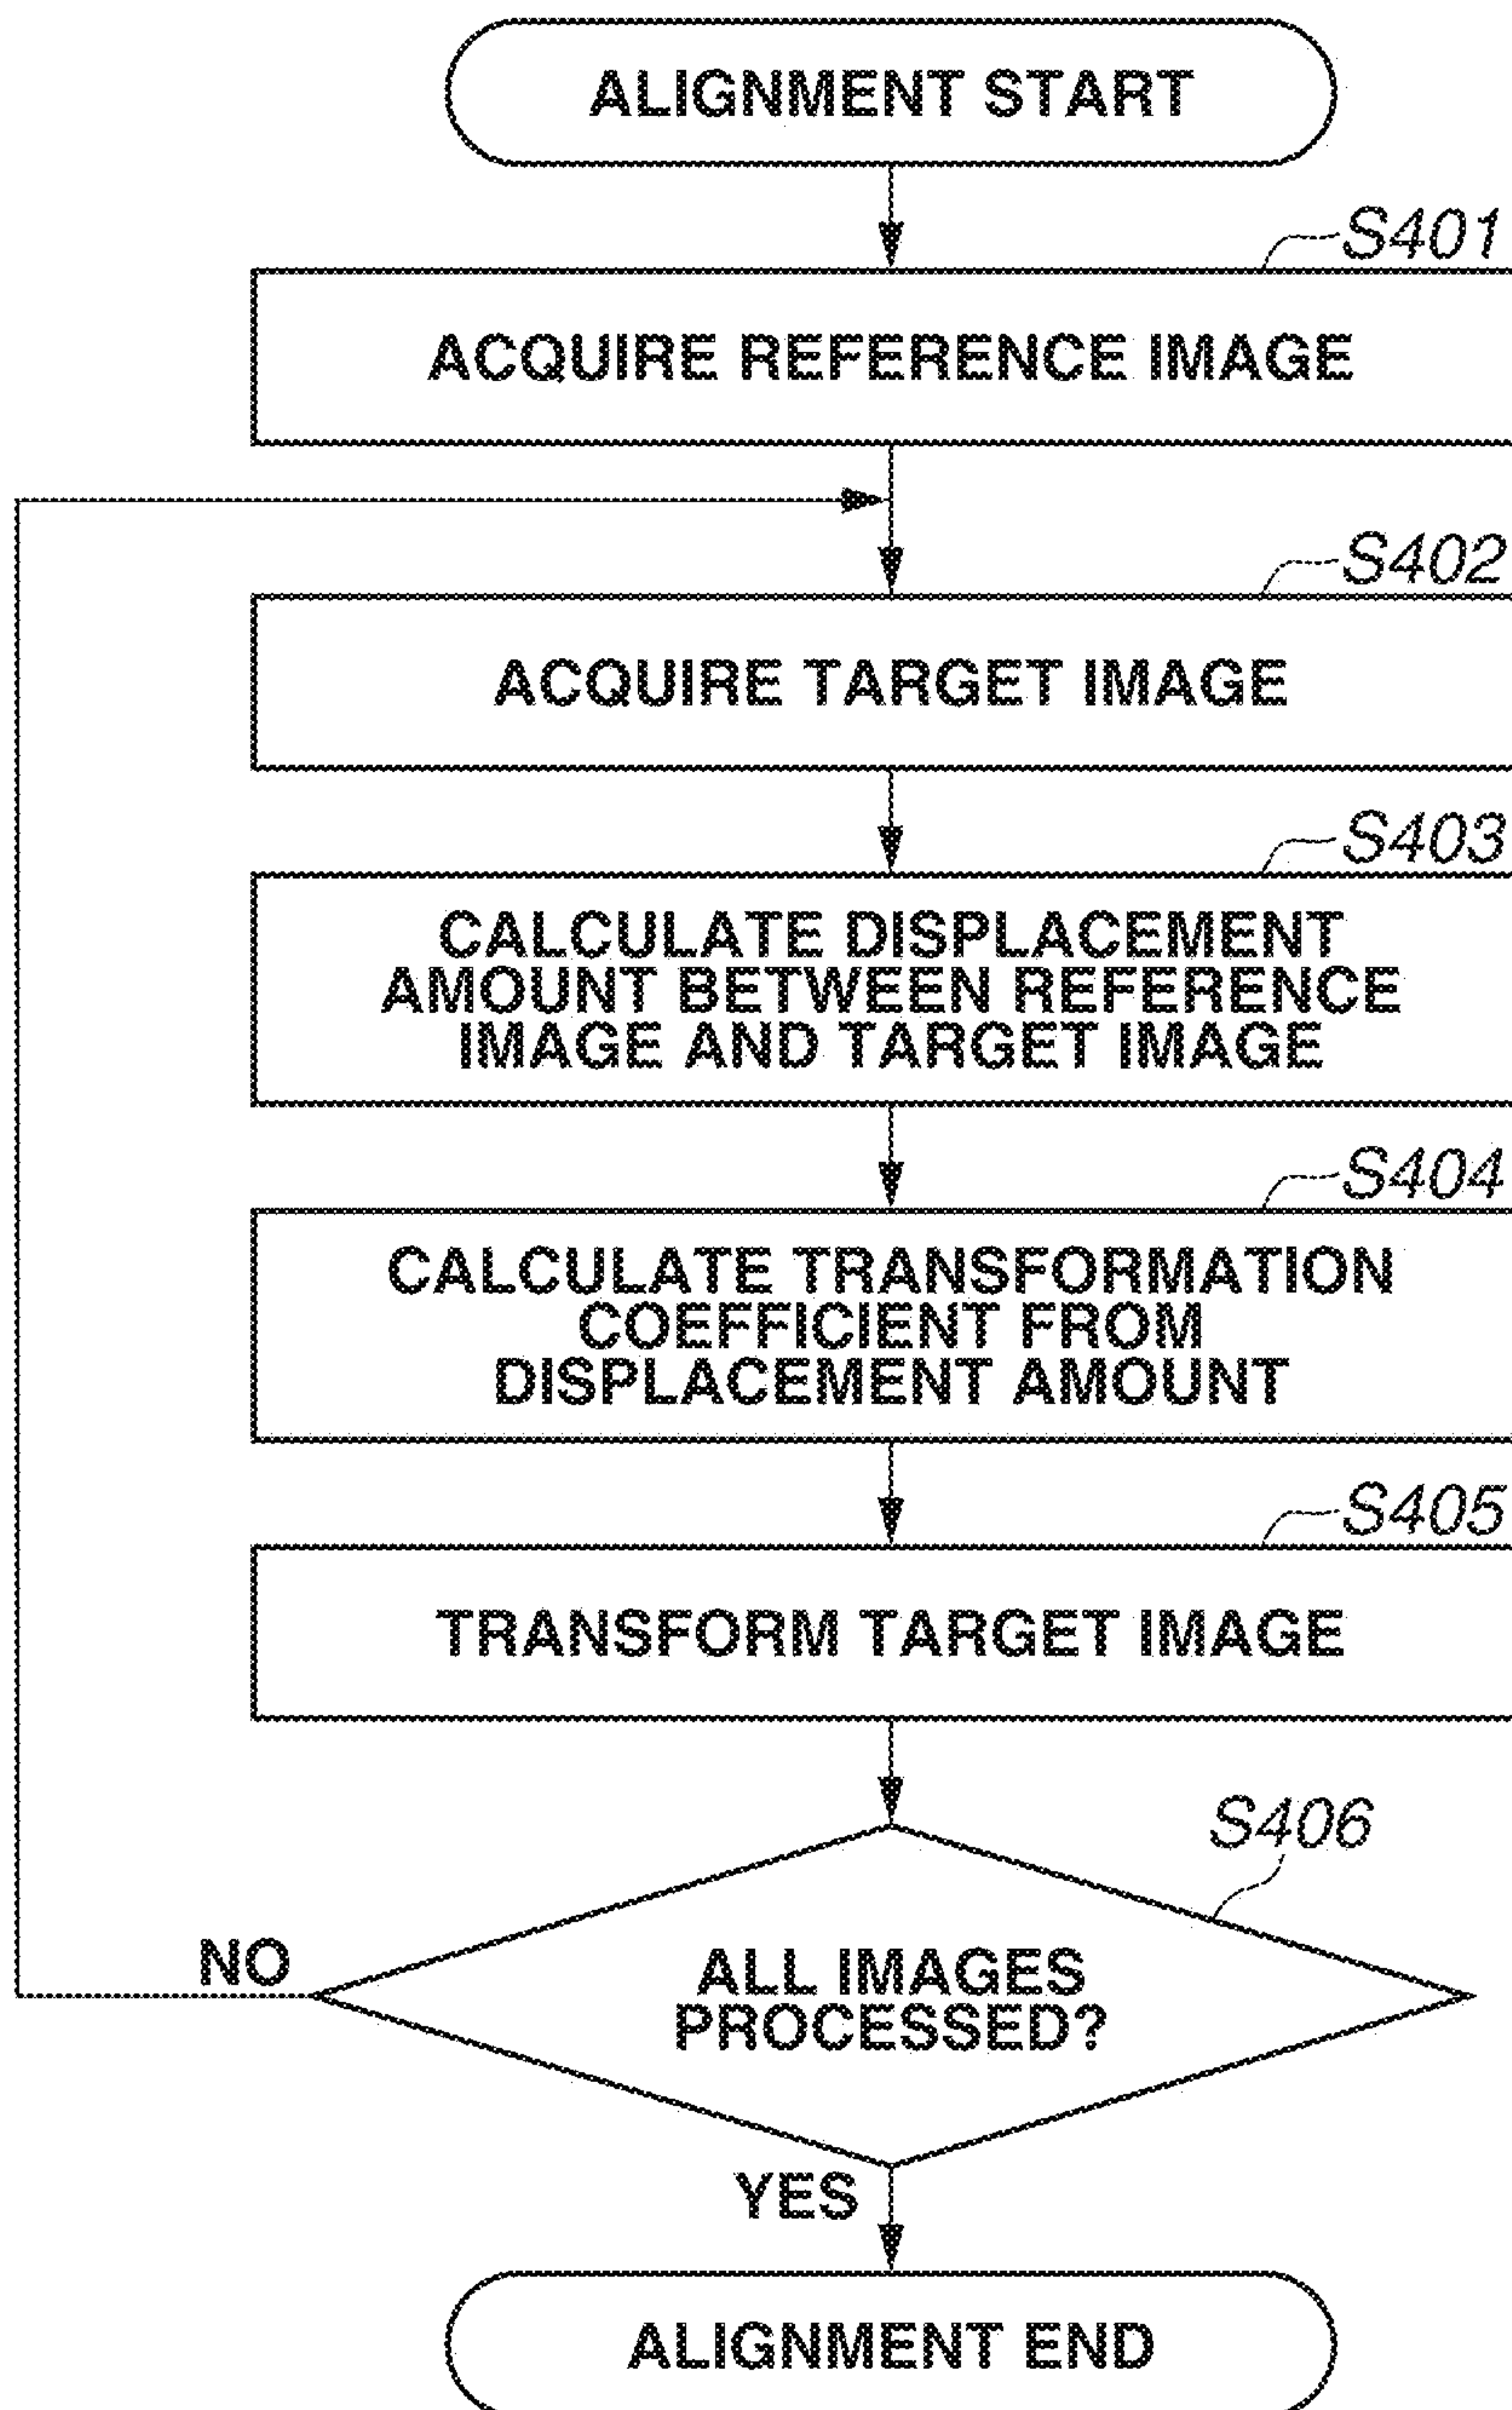 ALIGNMENT START
S401
ACQUIRE REFERENCE IMAGE
S402
ACQUIRE TARGET IMAGE
S403
CALCULATE DISPLACEMENT
AMOUNT BETWEEN REFERENCE
IMAGE AND TARGET IMAGE
S404
CALCULATE TRANSFORMATION
COEFFICIENT FROM
DISPLACEMENT AMOUNT
S405
TRANSFORM TARGET IMAGE
S406
ALL IMAGES
PROCESSED?
NO
YES
ALIGNMENT END